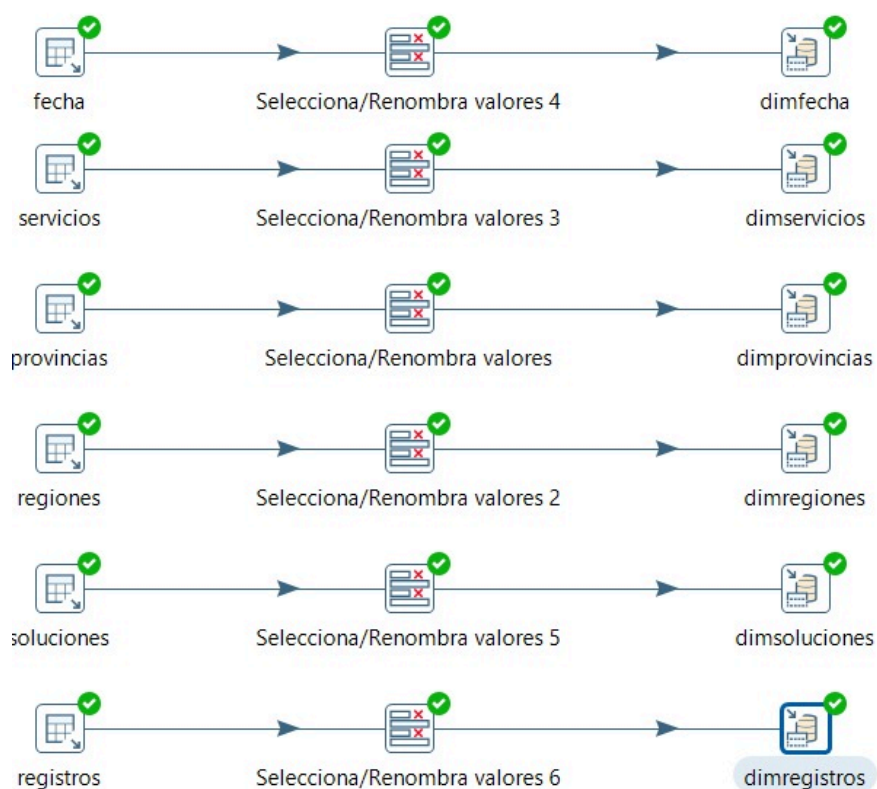 fecha Selecciona/Renombra valores 4 dimfecha
servicios Selecciona/Renombra valores 3 dimservicios
provincias Selecciona/Renombra valores dimprovincias
regiones Selecciona/Renombra valores 2 dimregiones
soluciones Selecciona/Renombra valores 5 dimsoluciones
registros Selecciona/Renombra valores 6 dimregistros